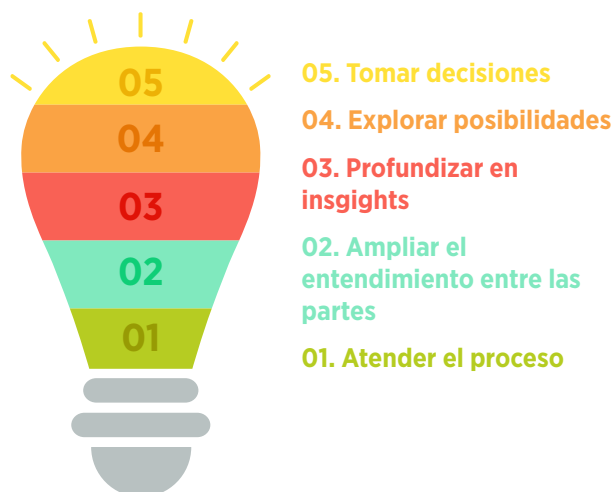 05
04
03
02
01
05. Tomar decisiones
04. Explorar posibilidades
03. Profundizar en
insgights
02. Ampliar el
entendimiento entre las
partes
01. Atender el proceso